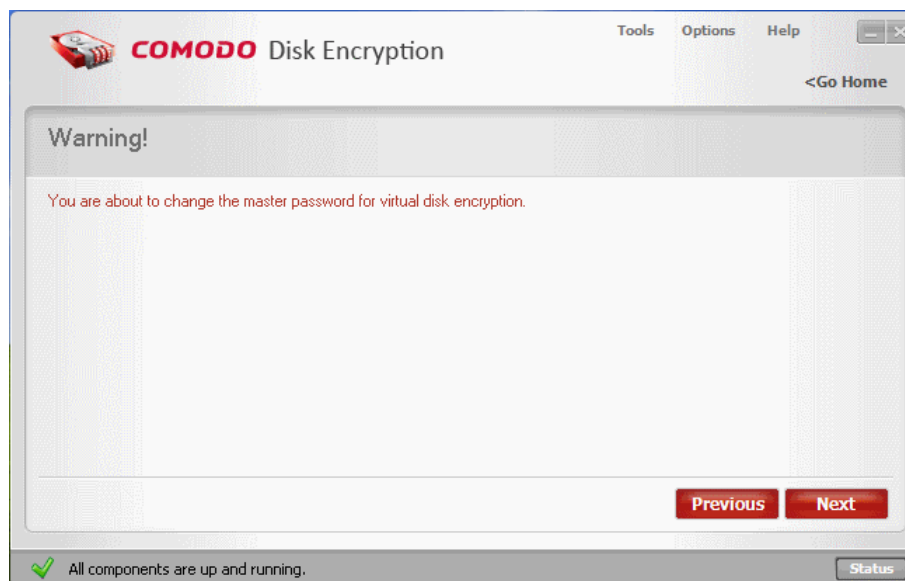 COMODO Disk Encryption
Tools Options Help
<Go Home
Warning!
You are about to change the master password for virtual disk encryption.
Previous Next
All components are up and running.
Status